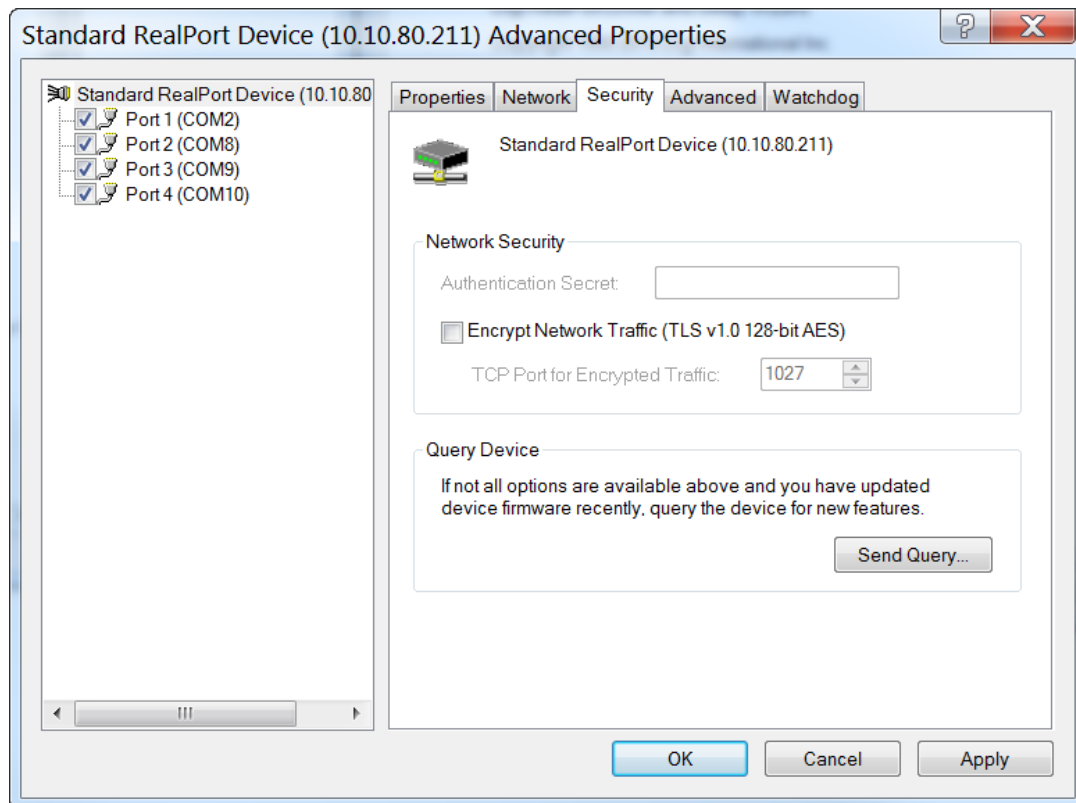 Standard RealPort Device (10.10.80.211) Advanced Properties
Standard RealPort Device (10.10.80
Port 1 (COM2)
Port 2 (COM8)
Port 3 (COM9)
Port 4 (COM10)
Properties Network Security Advanced Watchdog
Standard RealPort Device (10.10.80.211)
Network Security
Authentication Secret:
Encrypt Network Traffic (TLS v1.0 128-bit AES)
TCP Port for Encrypted Traffic: 1027
Query Device
If not all options are available above and you have updated
device firmware recently, query the device for new features.
Send Query...
OK Cancel Apply